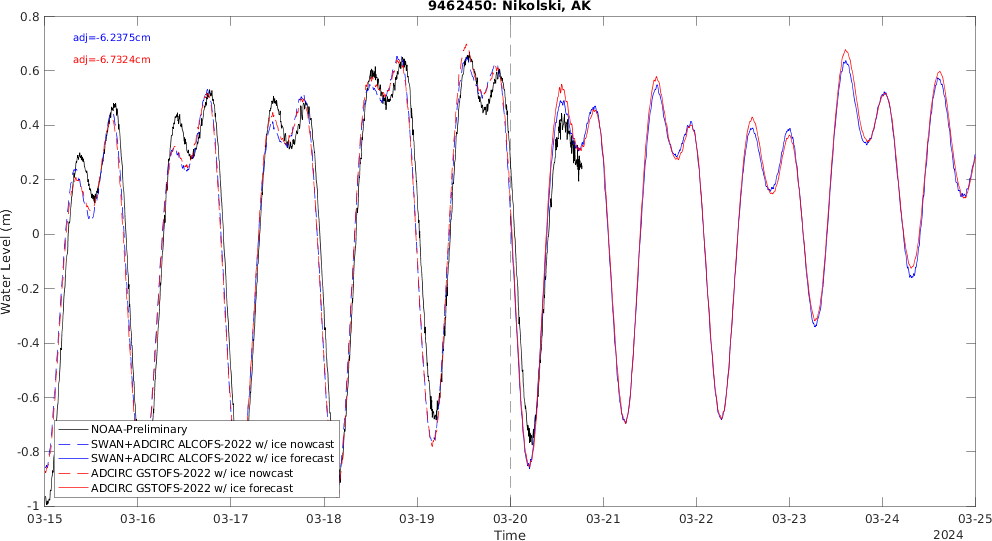 9462450: Nikolski, AK
adj=-6.2375cm
adj=-6.7324cm
Water Level (m)
0.8
0.6
0.4
0.2
0
-0.2
-0.4
-0.6
-0.8
-1
NOAA-Preliminary
SWAN+ADCIRC ALCOFS-2022 w/ ice nowcast
SWAN+ADCIRC ALCOFS-2022 w/ ice forecast
ADCIRC GSTOFS-2022 w/ ice nowcast
ADCIRC GSTOFS-2022 w/ ice forecast
03-15 03-16 03-17 03-18 03-19 03-20 03-21 03-22 03-23 03-24 03-25
Time
2024